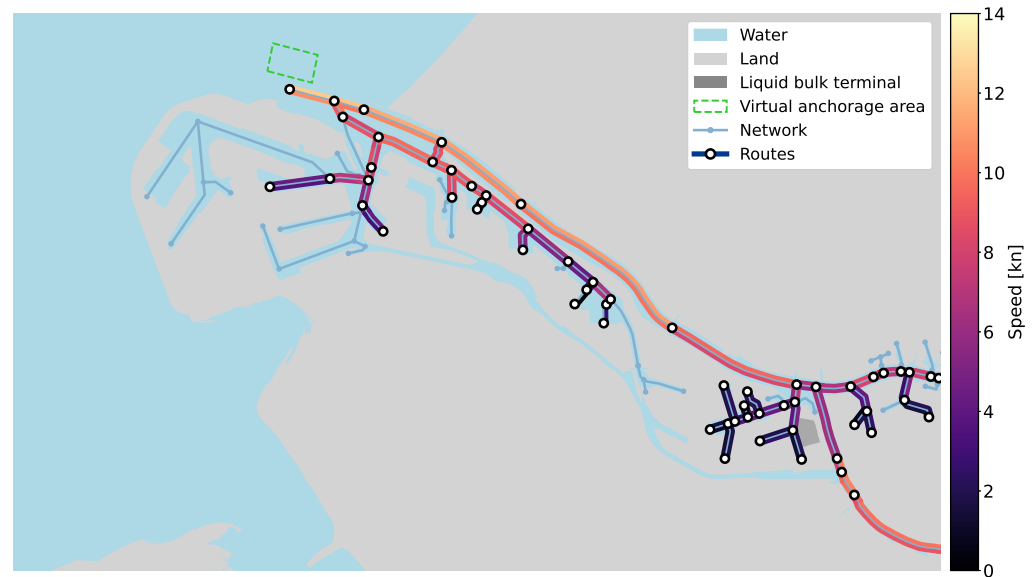 Water
Land
Liquid bulk terminal
Virtual anchorage area
Network
Routes
14
12
10
8
6
4
2
0
Speed [kn]